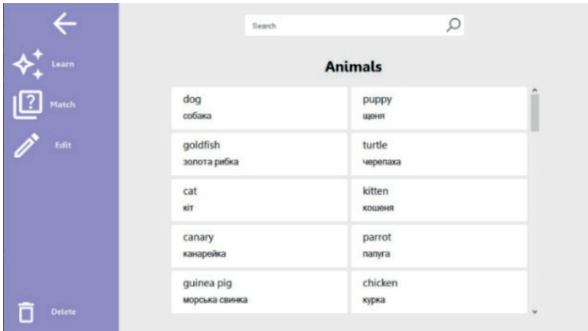 Search
Learn
Match
Edit
Delete
Animals
dog
собака
puppy
щеня
goldfish
золота рибка
turtle
черепаха
cat
кіт
kitten
кошеня
canary
канарейка
parrot
папуга
guinea pig
морська свинка
chicken
курка